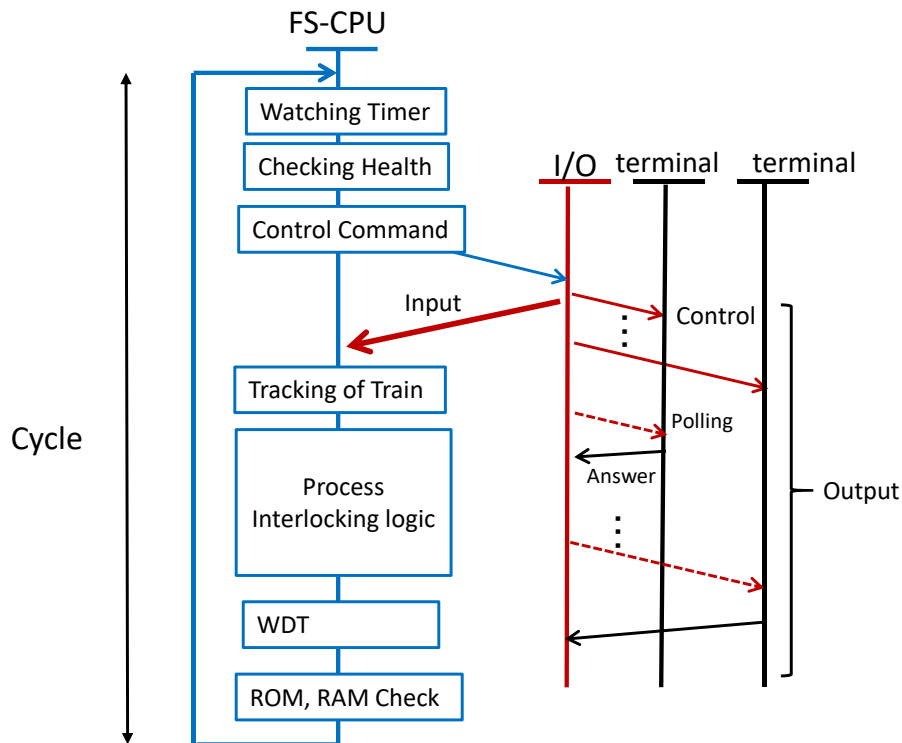 FS-CPU
Watching Timer
Checking Health
I/O
terminal
terminal
Control Command
Input
Control
Tracking of Train
Polling
Cycle
Answer
Process
Interlocking logic
Output
WDT
ROM, RAM Check